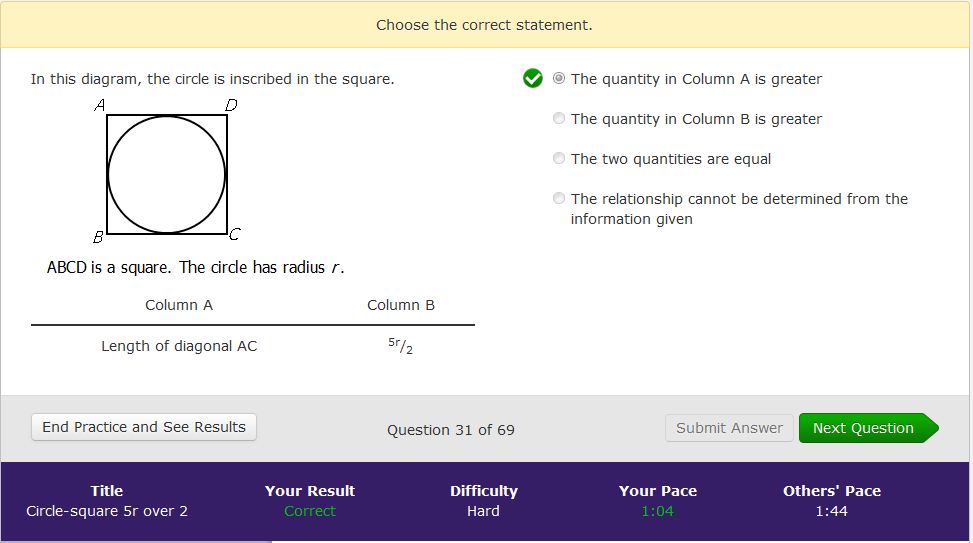 Choose the correct statement.
In this diagram, the circle is inscribed in the square.
A D
B C
ABCD is a square. The circle has radius r.
Column A Column B
Length of diagonal AC 5r/2
The quantity in Column A is greater
The quantity in Column B is greater
The two quantities are equal
The relationship cannot be determined from the
information given
End Practice and See Results Question 31 of 69 Submit Answer Next Question
Title Your Result Difficulty Your Pace Others' Pace
Circle-square 5r over 2 Correct Hard 1:04 1:44